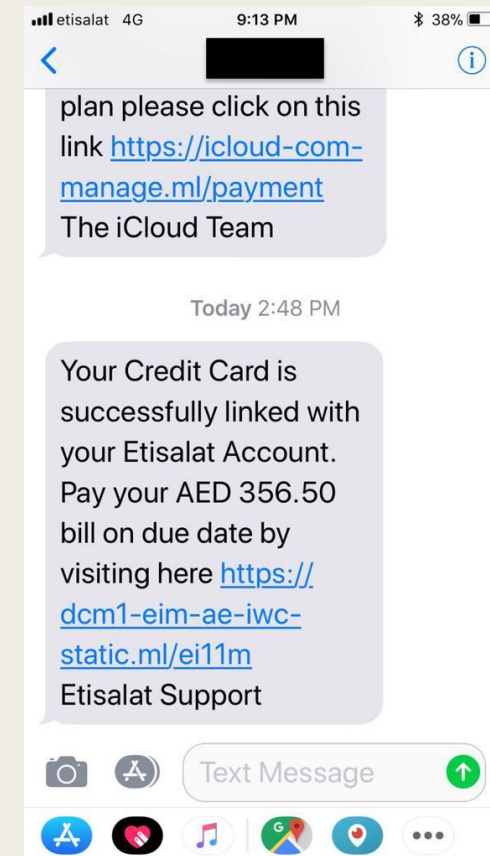 etisalat 4G 9:13 PM 38%
plan please click on this
link https://icloud-com-
manage.ml/payment
The iCloud Team
Today 2:48 PM
Your Credit Card is
successfully linked with
your Etisalat Account.
Pay your AED 356.50
bill on due date by
visiting here https://
dcm1-eim-ae-iwc-
static.ml/ei11m
Etisalat Support
Text Message